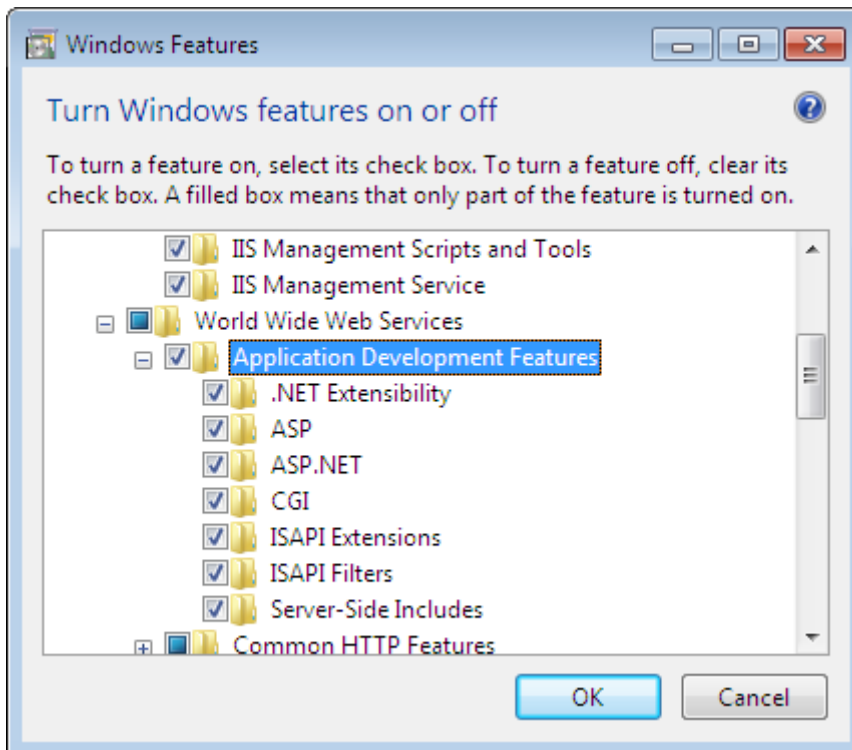 Windows Features
Turn Windows features on or off
To turn a feature on, select its check box. To turn a feature off, clear its
check box. A filled box means that only part of the feature is turned on.
IIS Management Scripts and Tools
IIS Management Service
World Wide Web Services
Application Development Features
.NET Extensibility
ASP
ASP.NET
CGI
ISAPI Extensions
ISAPI Filters
Server-Side Includes
Common HTTP Features
OK Cancel